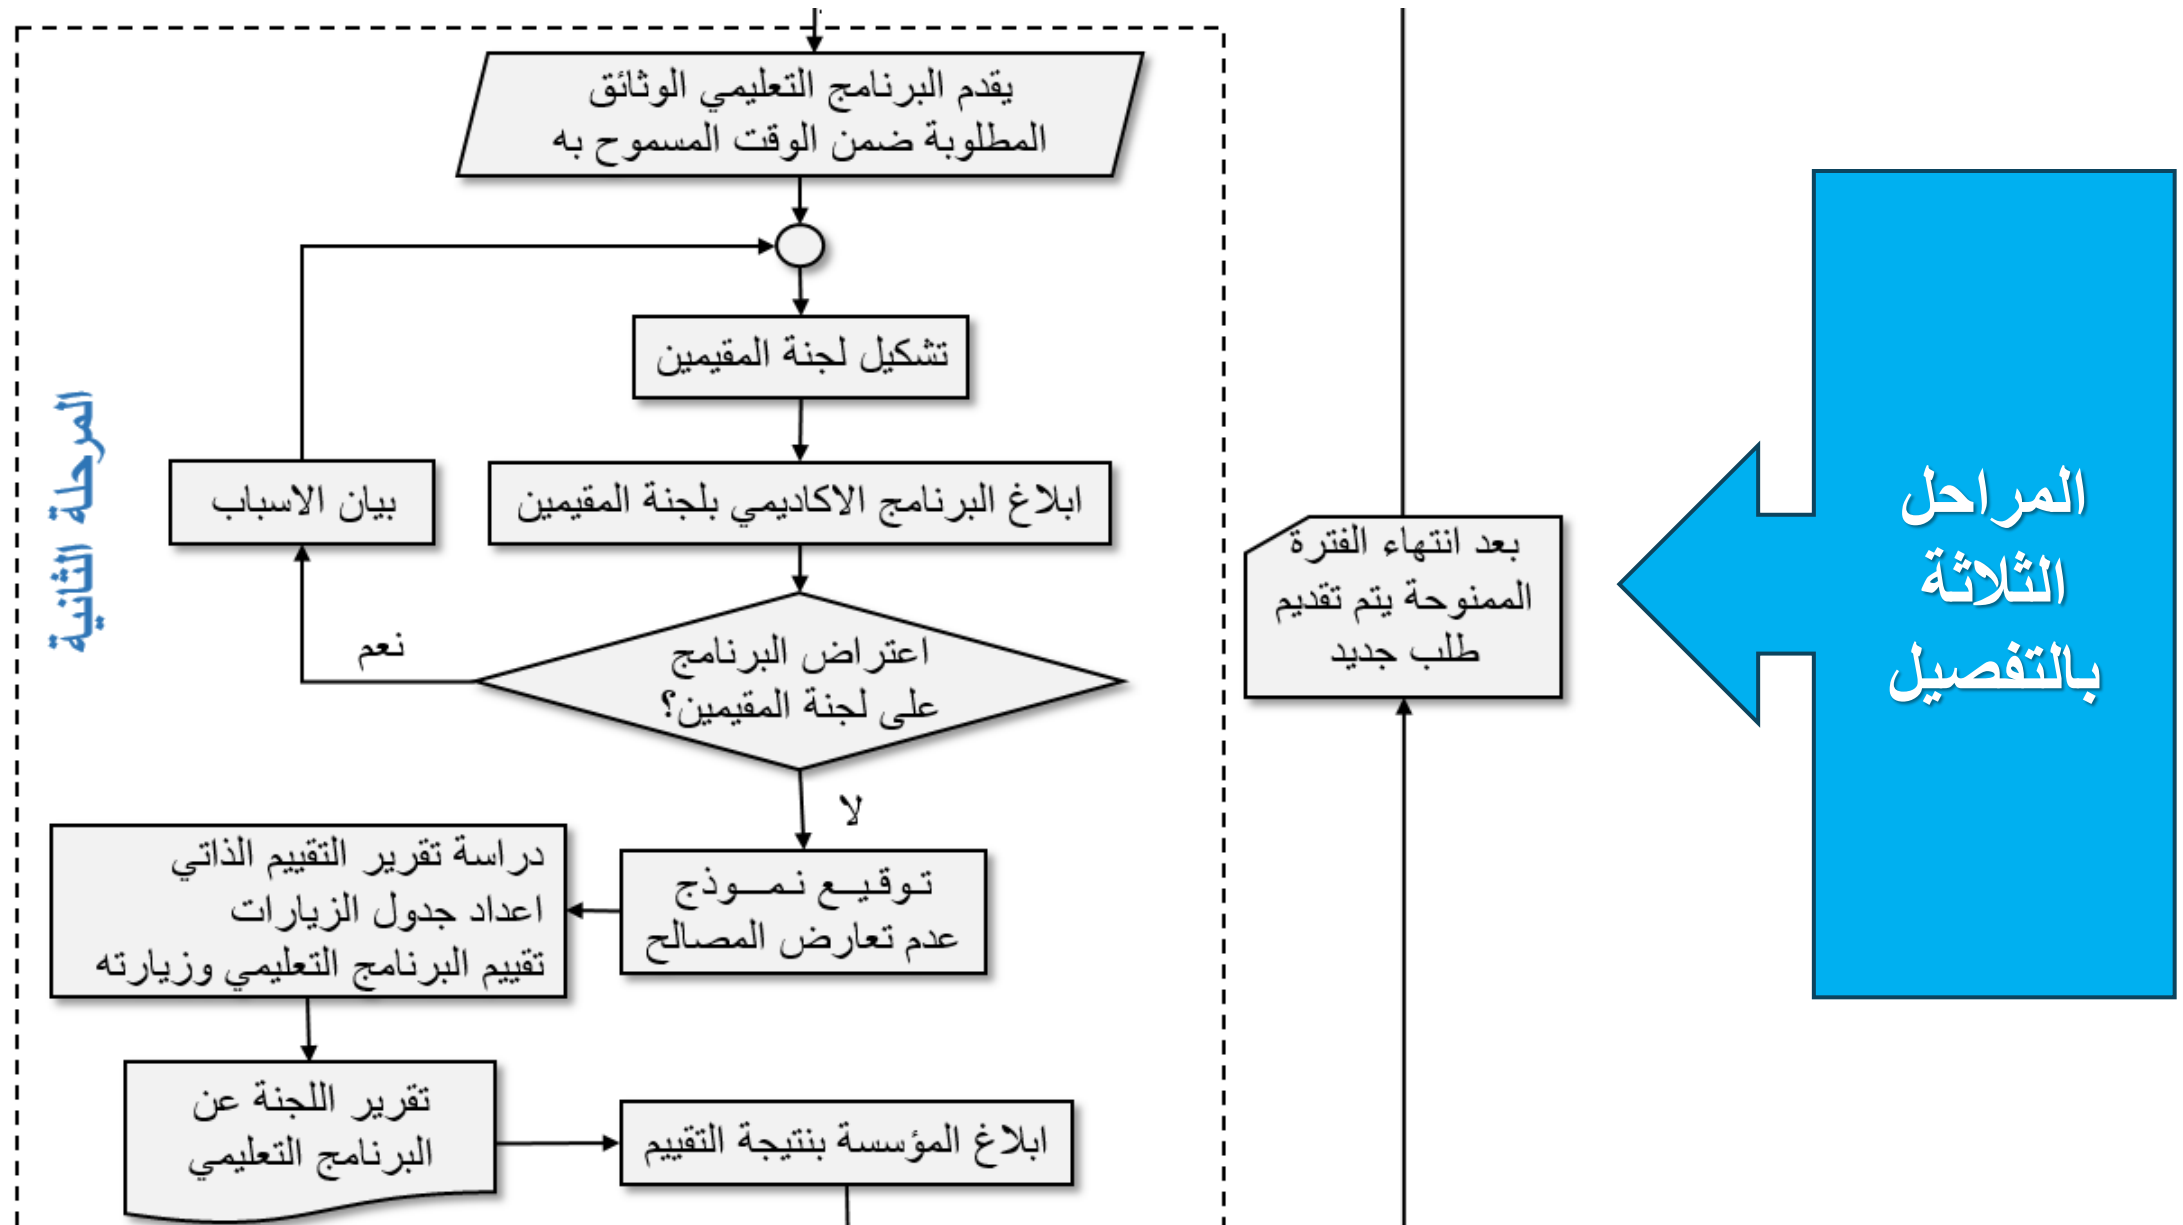 يقدم البرنامج التعليمي الوثائق
المطلوبة ضمن الوقت المسموح به
تشكيل لجنة المقيمين
ابلاغ البرنامج الاكاديمي بلجنة المقيمين
بيان الاسباب
المرحلة الثانية
اعتراض البرنامج
على لجنة المقيمين؟
نعم
لا
توقيع نموذج
عدم تعارض المصالح
دراسة تقرير التقييم الذاتي
اعداد جدول الزيارات
تقييم البرنامج التعليمي وزيارته
تقرير اللجنة عن
البرنامج التعليمي
ابلاغ المؤسسة بنتيجة التقييم
بعد انتهاء الفترة
الممنوحة يتم تقديم
طلب جديد
المراحل
الثلاثة
بالتفصيل